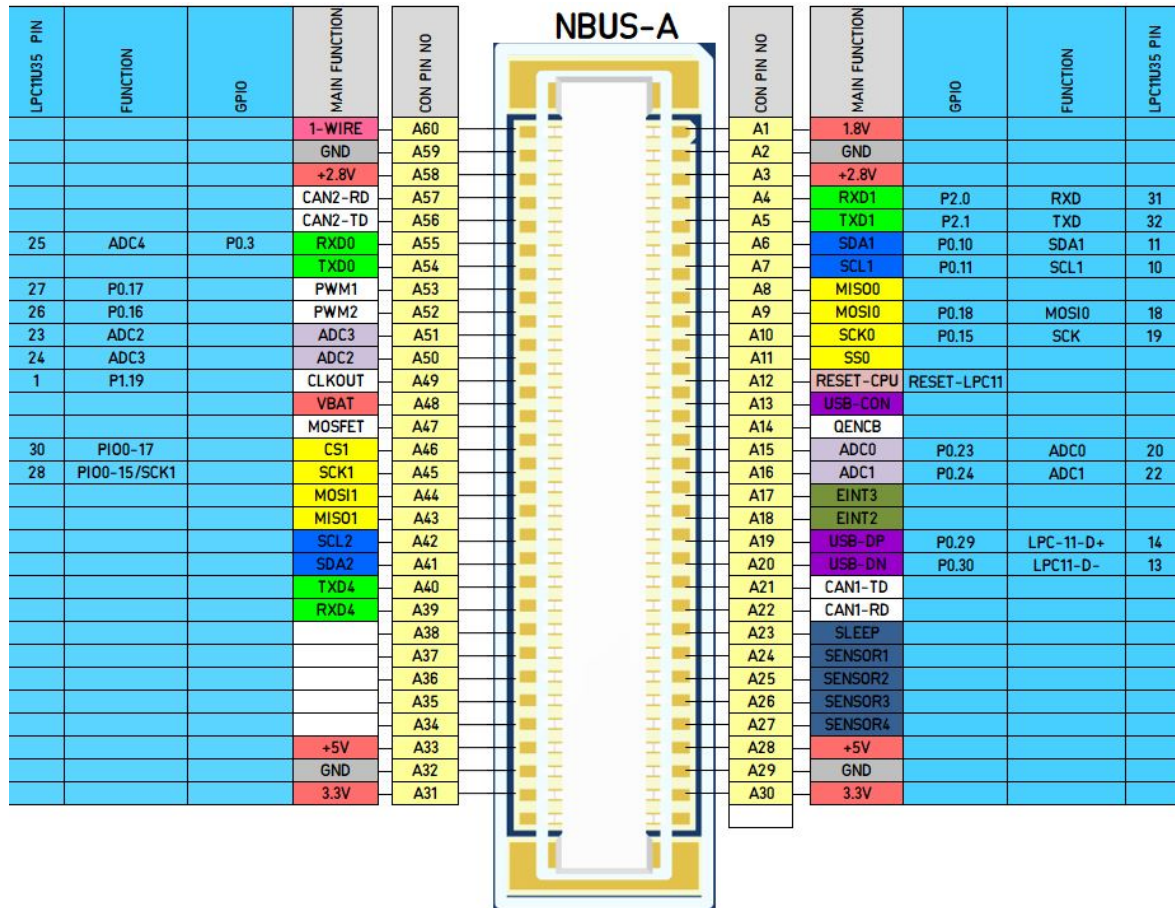 NBUS-A
LPC11U35 PIN FUNCTION GPIO MAIN FUNCTION CON PIN NO CON PIN NO MAIN FUNCTION GPIO FUNCTION LPC11U35 PIN
1-WIRE A60 A1 1.8V
GND A59 A2 GND
+2.8V A58 A3 +2.8V
CAN2-RD A57 A4 RXD1 P2.0 RXD 31
CAN2-TD A56 A5 TXD1 P2.1 TXD 32
25 ADC4 P0.3 RXD0 A55 A6 SDA1 P0.10 SDA1 11
TXD0 A54 A7 SCL1 P0.11 SCL1 10
27 P0.17 PWM1 A53 A8 MISO0
26 P0.16 PWM2 A52 A9 MOSI0 P0.18 MOSI0 18
23 ADC2 ADC3 A51 A10 SCK0 P0.15 SCK 19
24 ADC3 ADC2 A50 A11 SS0
1 P1.19 CLKOUT A49 A12 RESET-CPU RESET-LPC11
VBAT A48 A13 USB-CON
MOSFET A47 A14 QENCB
30 PIO0-17 CS1 A46 A15 ADC0 P0.23 ADC0 20
28 PIO0-15/SCK1 SCK1 A45 A16 ADC1 P0.24 ADC1 22
MOSI1 A44 A17 EINT3
MISO1 A43 A18 EINT2
SCL2 A42 A19 USB-DP P0.29 LPC-11-D+ 14
SDA2 A41 A20 USB-DN P0.30 LPC11-D- 13
TXD4 A40 A21 CAN1-TD
RXD4 A39 A22 CAN1-RD
A38 A23 SLEEP
A37 A24 SENSOR1
A36 A25 SENSOR2
A35 A26 SENSOR3
A34 A27 SENSOR4
+5V A33 A28 +5V
GND A32 A29 GND
3.3V A31 A30 3.3V